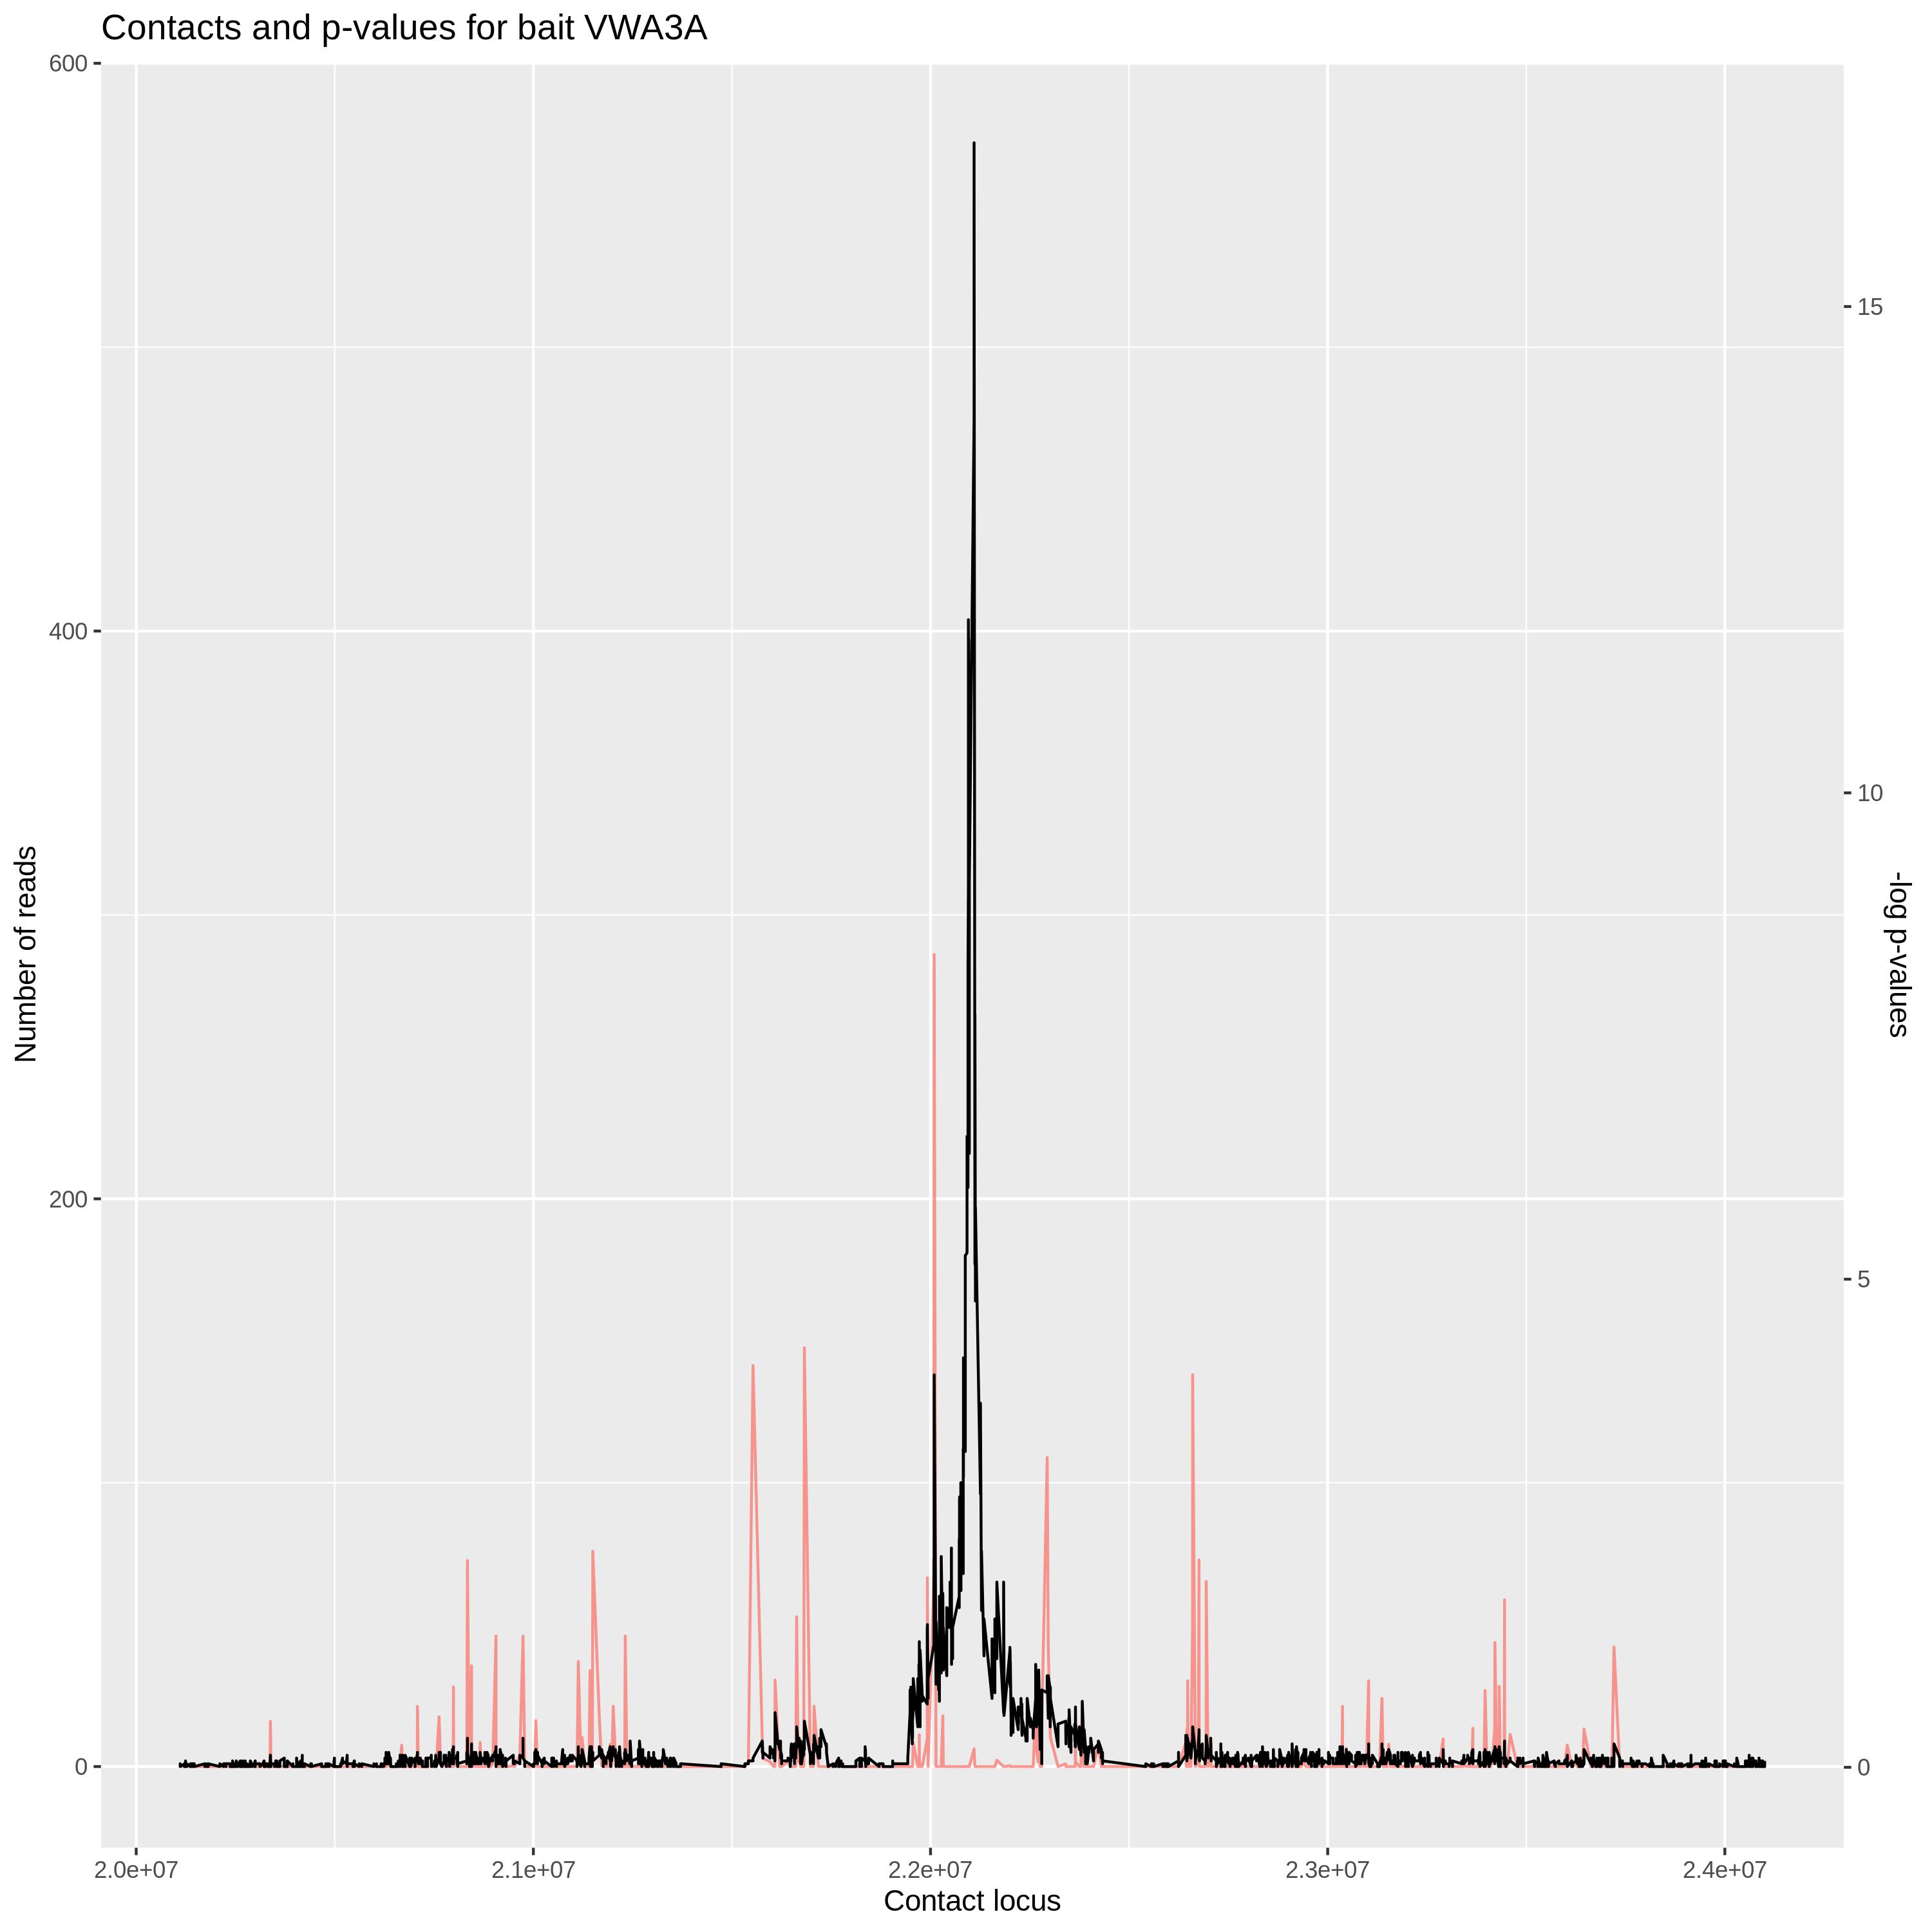 Contacts and p-values for bait VWA3A
600
400
200
0
Number of reads
15
10
5
0
-log p-values
2.0e+07
2.1e+07
2.2e+07
2.3e+07
2.4e+07
Contact locus